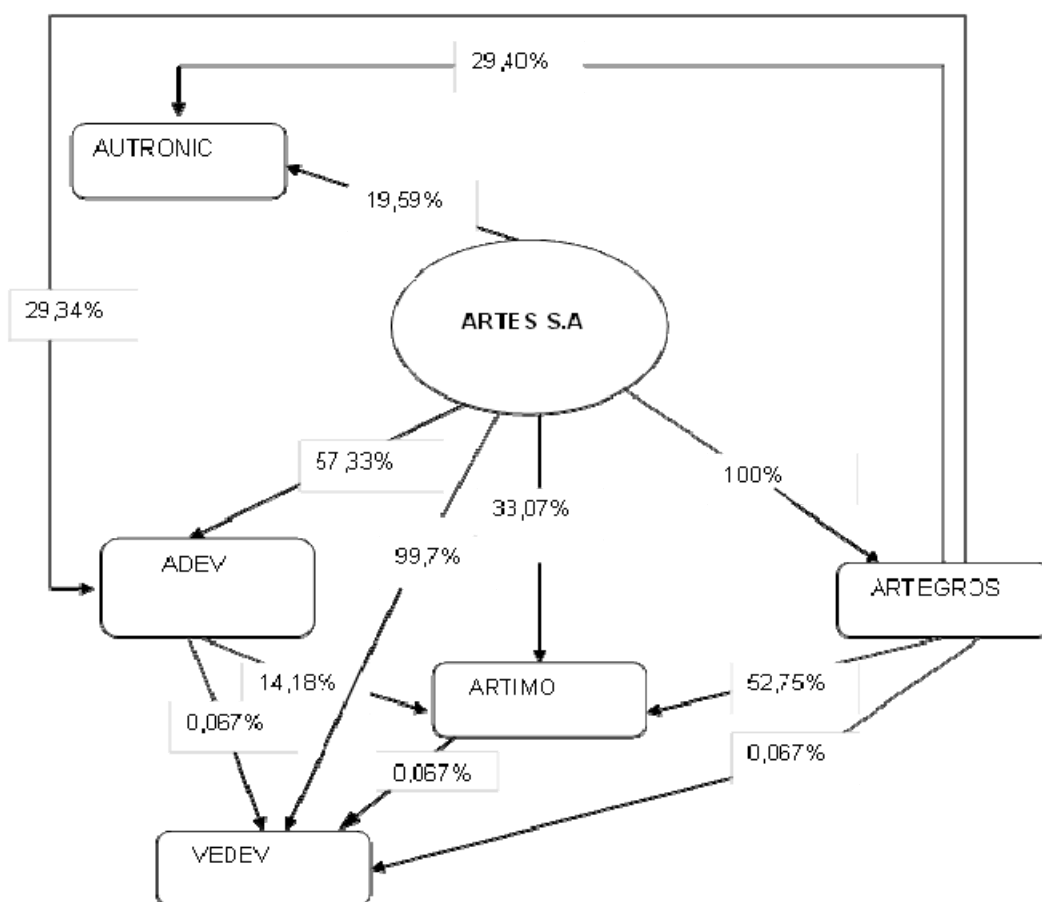 29,40%
AUTRONIC
19,59%
29,34%
ARTES S.A
57,33%
100%
33,07%
99,7%
ADEV
ARTEGROS
14,18%
ARTIMO
52,75%
0,067%
0,067%
0,067%
VEDEV